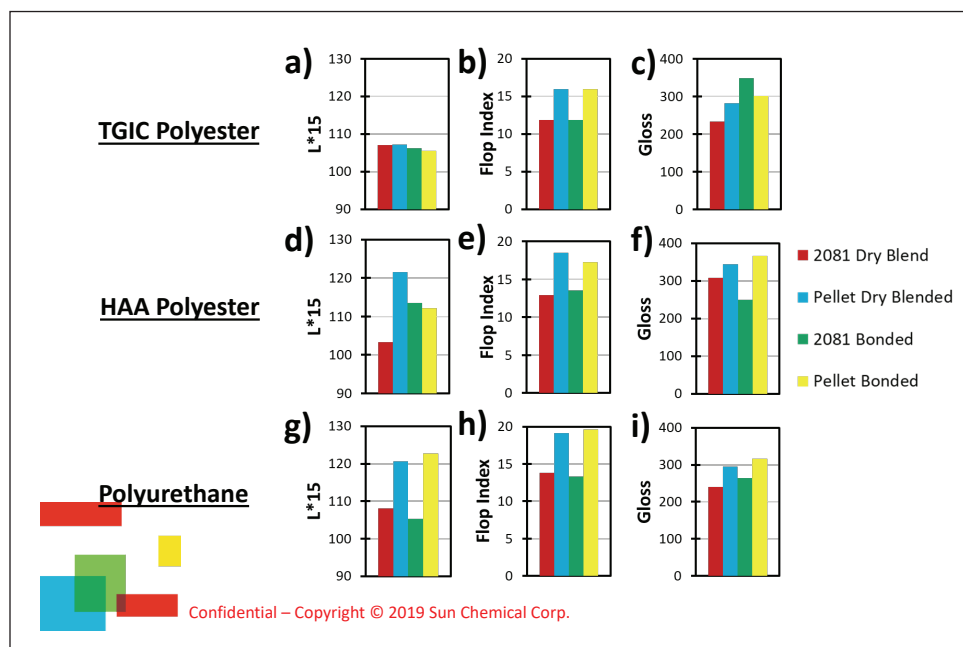 a)
130
120
110
100
90
L*15
b)
20
15
10
5
0
Flop Index
c)
400
300
200
100
0
Gloss
TGIC Polyester
d)
130
120
110
100
90
L*15
e)
20
15
10
5
0
Flop Index
f)
400
300
200
100
0
Gloss
HAA Polyester
2081 Dry Blend
Pellet Dry Blended
2081 Bonded
Pellet Bonded
g)
130
120
110
100
90
L*15
h)
20
15
10
5
0
Flop Index
i)
400
300
200
100
0
Gloss
Polyurethane
Confidential – Copyright © 2019 Sun Chemical Corp.